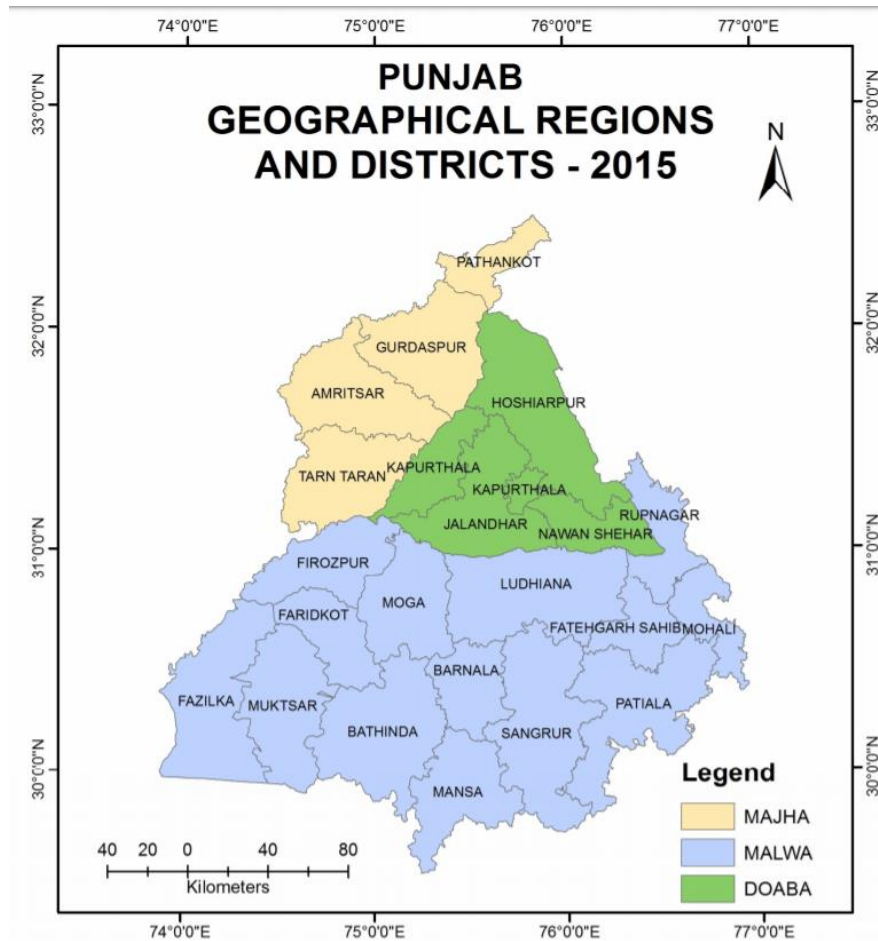 74°0'0"E 75°0'0"E 76°0'0"E 77°0'0"E
PUNJAB
GEOGRAPHICAL REGIONS
AND DISTRICTS - 2015
N
33°0'0"N 33°0'0"N
PATHANKOT
32°0'0"N 32°0'0"N
GURDASPUR
AMRITSAR
HOSHIARPUR
TARN TARAN
KAPURTHALA
KAPURTHALA
JALANDHAR
NAWAN SHEHAR
RUPNAGAR
31°0'0"N 31°0'0"N
FIROZPUR
MOGA
LUDHIANA
FARIDKOT
FATEHGARH SAHIB
MOHALI
BARNALA
FAZILKA
MUKTSAR
PATIALA
BATHINDA
SANGRUR
30°0'0"N 30°0'0"N
MANSA
Legend
MAJHA
MALWA
DOABA
40 20 0 40 80
Kilometers
74°0'0"E 75°0'0"E 76°0'0"E 77°0'0"E